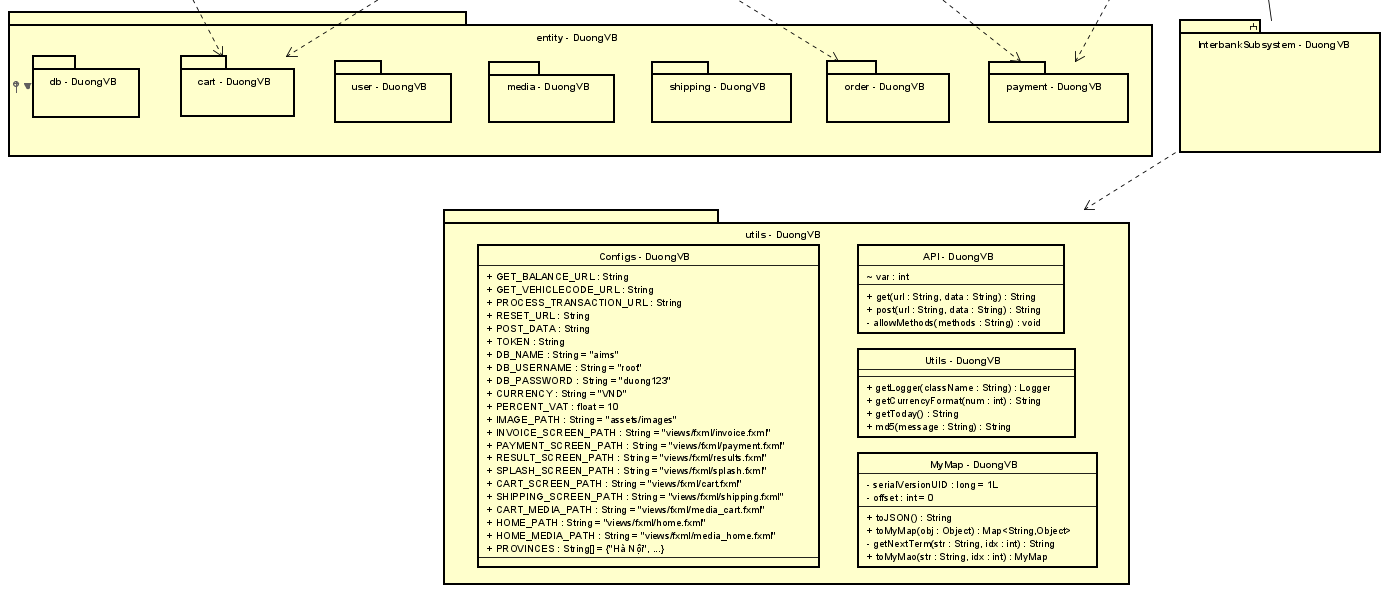 entity - DuongVB
InterbankSubsystem - DuongVB
db - DuongVB
cart - DuongVB
user - DuongVB
media - DuongVB
shipping - DuongVB
order - DuongVB
payment - DuongVB
utils - DuongVB
Configs - DuongVB
+ GET_BALANCE_URL : String
+ GET_VEHICLECODE_URL : String
+ PROCESS_TRANSACTION_URL : String
+ RESET_URL : String
+ POST_DATA : String
+ TOKEN : String
+ DB_NAME : String = "aims"
+ DB_USERNAME : String = "root"
+ DB_PASSWORD : String = "duong123"
+ CURRENCY : String = "VND"
+ PERCENT_VAT : float = 10
+ IMAGE_PATH : String = "assets/images"
+ INVOICE_SCREEN_PATH : String = "views/fxml/invoice.fxml"
+ PAYMENT_SCREEN_PATH : String = "views/fxml/payment.fxml"
+ RESULT_SCREEN_PATH : String = "views/fxml/results.fxml"
+ SPLASH_SCREEN_PATH : String = "views/fxml/splash.fxml"
+ CART_SCREEN_PATH : String = "views/fxml/cart.fxml"
+ SHIPPING_SCREEN_PATH : String = "views/fxml/shipping.fxml"
+ CART_MEDIA_PATH : String = "views/fxml/media_cart.fxml"
+ HOME_PATH : String = "views/fxml/home.fxml"
+ HOME_MEDIA_PATH : String = "views/fxml/media_home.fxml"
+ PROVINCES : String[] = {"Hà Nội", ...}
API - DuongVB
~ var : int
+ get(url : String, data : String) : String
+ post(url : String, data : String) : String
- allowMethods(methods : String) : void
Utils - DuongVB
+ getLogger(className : String) : Logger
+ getCurrencyFormat(num : int) : String
+ getToday() : String
+ md5(message : String) : String
MyMap - DuongVB
- serialVersionUID : long = 1L
- offset : int = 0
+ toJSON() : String
+ toMyMap(obj : Object) : Map<String,Object>
- getNextTerm(str : String, idx : int) : String
+ toMyMao(str : String, idx : int) : MyMap